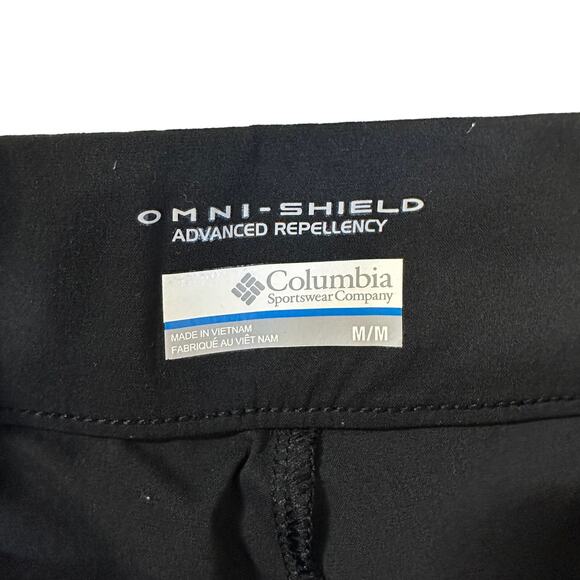 OMNI-SHIELD
ADVANCED REPELLENCY
Columbia
Sportswear Company
MADE IN VIETNAM
FABRIQUÉ AU VIÊT NAM
M/M